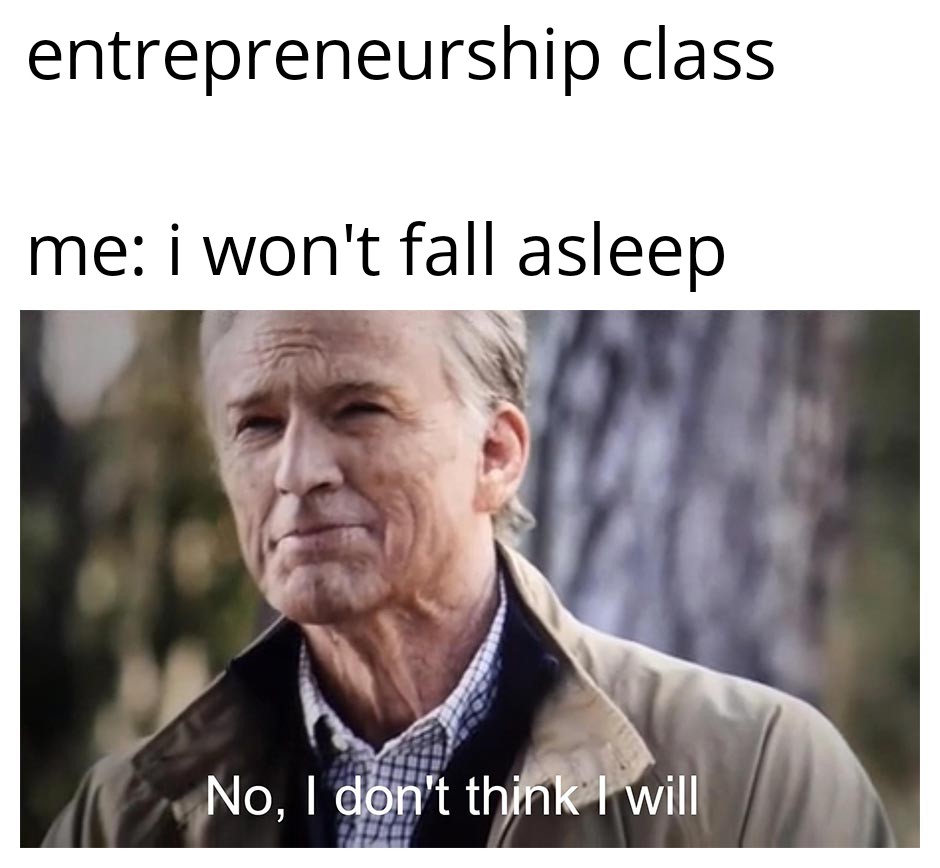 entrepreneurship class
me: i won't fall asleep
No, I don't think I will